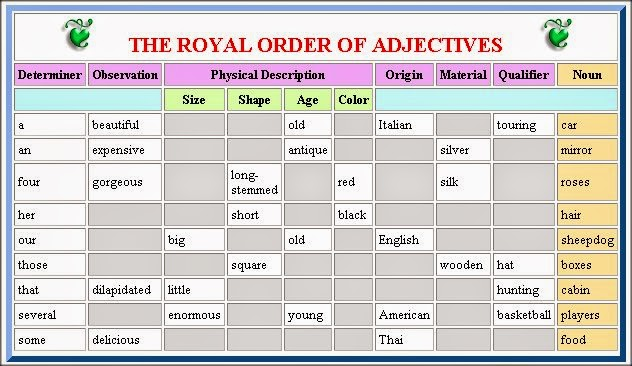 THE ROYAL ORDER OF ADJECTIVES
Determiner Observation Physical Description Origin Material Qualifier Noun
Size Shape Age Color
a beautiful old Italian touring car
an expensive antique silver mirror
four gorgeous long-
stemmed red silk roses
her short black hair
our big old English sheepdog
those square wooden hat boxes
that dilapidated little hunting cabin
several enormous young American basketball players
some delicious Thai food